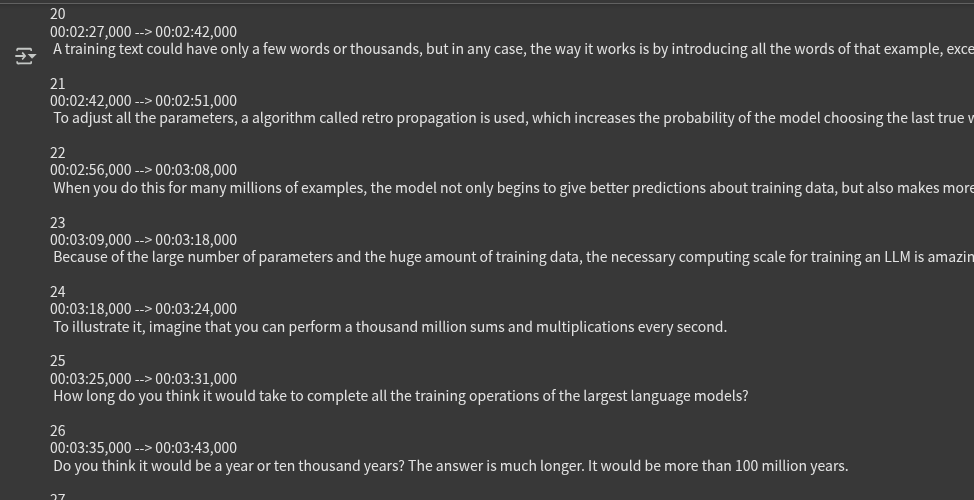 20
00:02:27,000 --> 00:02:42,000
A training text could have only a few words or thousands, but in any case, the way it works is by introducing all the words of that example, exce
21
00:02:42,000 --> 00:02:51,000
To adjust all the parameters, a algorithm called retro propagation is used, which increases the probability of the model choosing the last true w
22
00:02:56,000 --> 00:03:08,000
When you do this for many millions of examples, the model not only begins to give better predictions about training data, but also makes more
23
00:03:09,000 --> 00:03:18,000
Because of the large number of parameters and the huge amount of training data, the necessary computing scale for training an LLM is amazin
24
00:03:18,000 --> 00:03:24,000
To illustrate it, imagine that you can perform a thousand million sums and multiplications every second.
25
00:03:25,000 --> 00:03:31,000
How long do you think it would take to complete all the training operations of the largest language models?
26
00:03:35,000 --> 00:03:43,000
Do you think it would be a year or ten thousand years? The answer is much longer. It would be more than 100 million years.
27